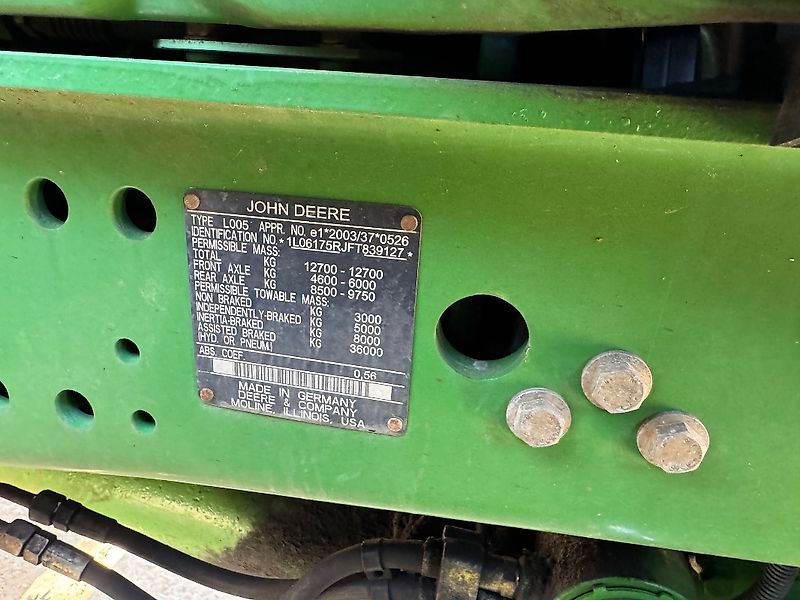 JOHN DEERE
TYPE L005 APPR. NO. e1*2003/37*0526
IDENTIFICATION NO.*1L06175RJFT839127*
PERMISSIBLE MASS:
TOTAL KG 12700 - 12700
FRONT AXLE KG 4600 - 6000
REAR AXLE KG 8500 - 9750
PERMISSIBLE TOWABLE MASS:
NON BRAKED KG 3000
INDEPENDENTLY-BRAKED KG 5000
INERTIA-BRAKED KG 8000
ASSISTED BRAKED KG 36000
(HYD. OR PNEUM.)
ABS. COEF. 0,56
MADE IN GERMANY
DEERE & COMPANY
MOLINE, ILLINOIS, USA